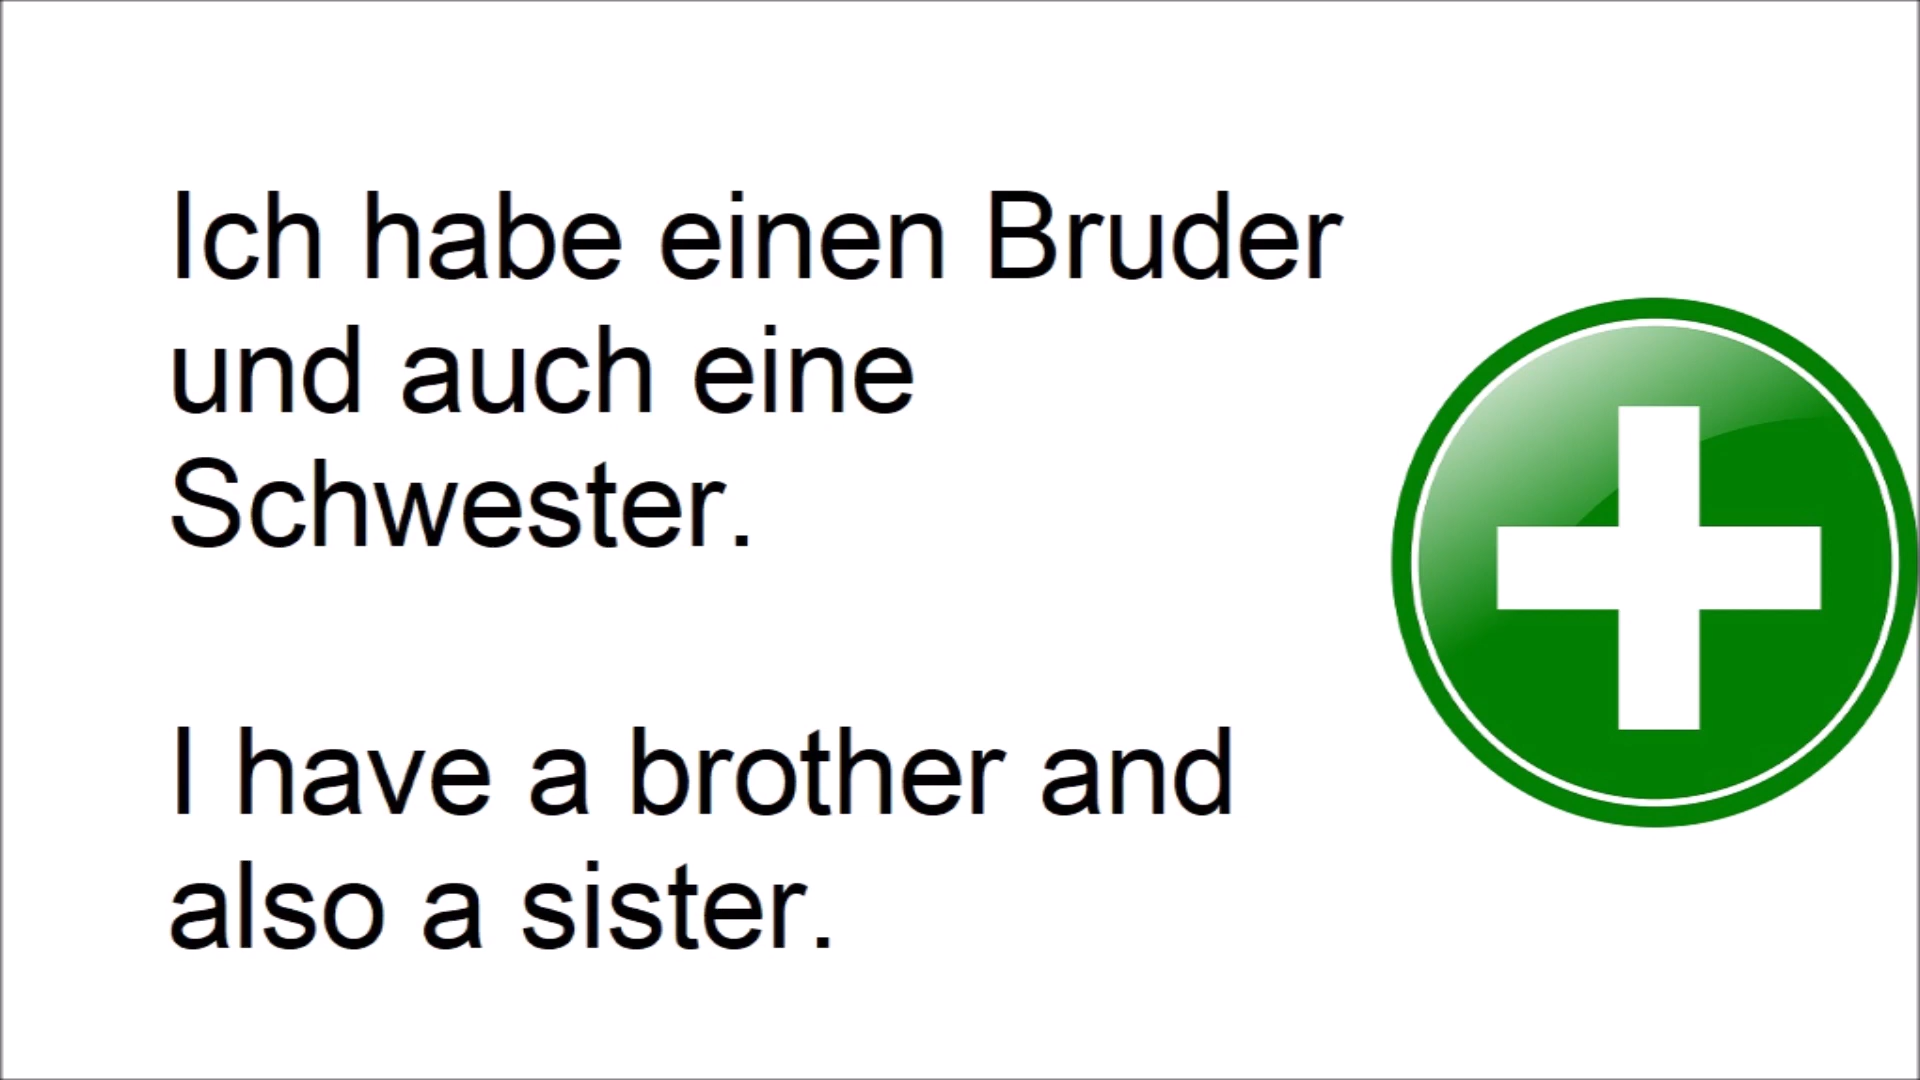 Ich habe einen Bruder
und auch eine
Schwester.
I have a brother and
also a sister.